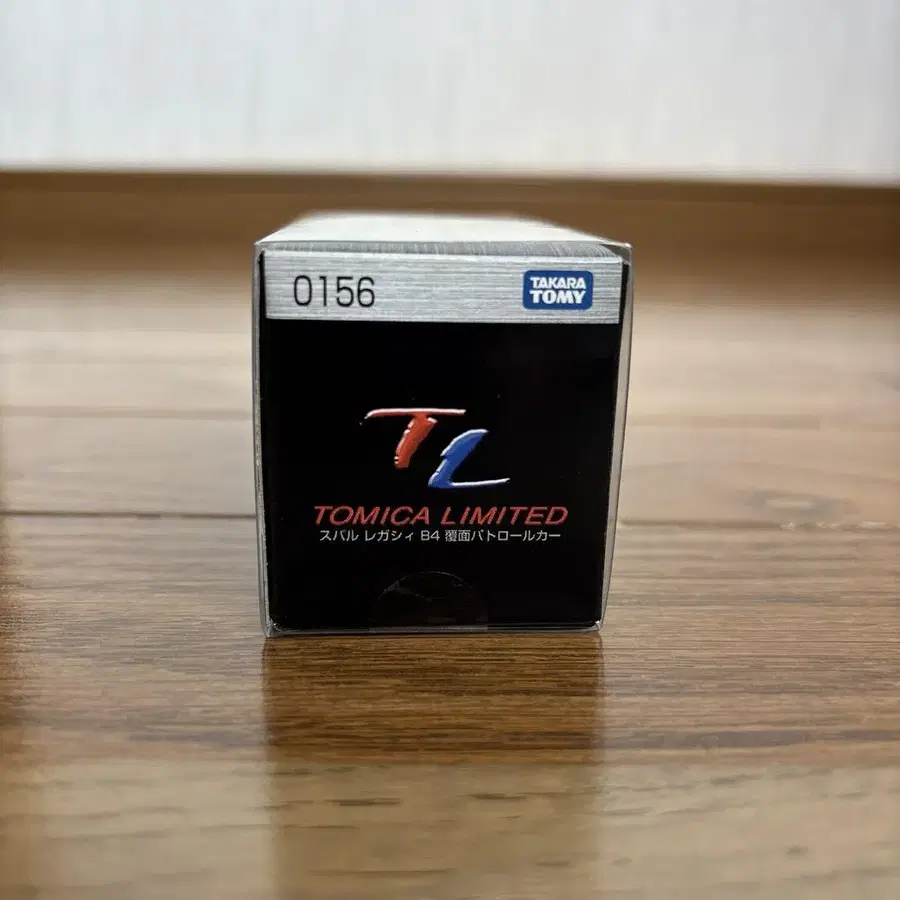 0156
TAKARA
TOMY
TL
TOMICA LIMITED
スバル レガシィ B4 覆面パトロールカー